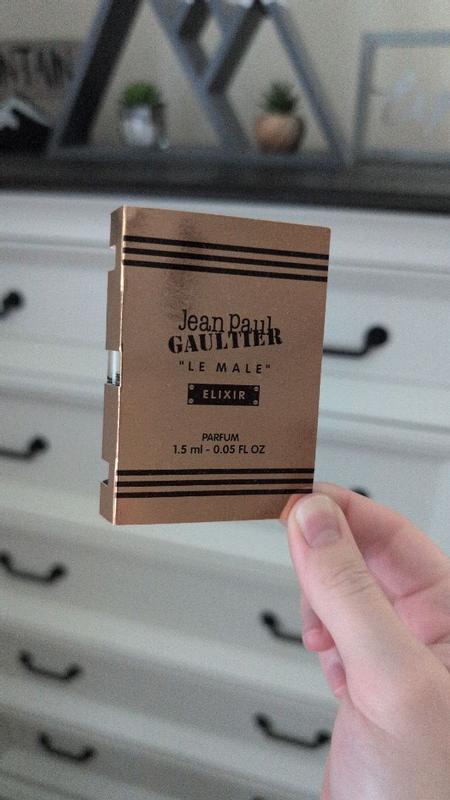 Jean Paul
GAULTIER
"LE MALE"
ELIXIR
PARFUM
1.5 ml - 0.05 FL OZ